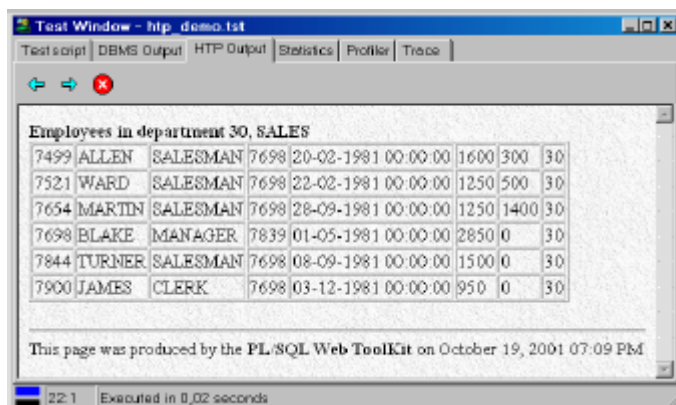 Test Window - htp_demo.tst
Test script DBMS Output HTP Output Statistics Profiler Trace
Employees in department 30, SALES
7499 ALLEN SALESMAN 7698 20-02-1981 00:00:00 1600 300 30
7521 WARD SALESMAN 7698 22-02-1981 00:00:00 1250 500 30
7654 MARTIN SALESMAN 7698 28-09-1981 00:00:00 1250 1400 30
7698 BLAKE MANAGER 7839 01-05-1981 00:00:00 2850 0 30
7844 TURNER SALESMAN 7698 08-09-1981 00:00:00 1500 0 30
7900 JAMES CLERK 7698 03-12-1981 00:00:00 950 0 30
This page was produced by the PL/SQL Web ToolKit on October 19, 2001 07:09 PM
22:1 Executed in 0,02 seconds